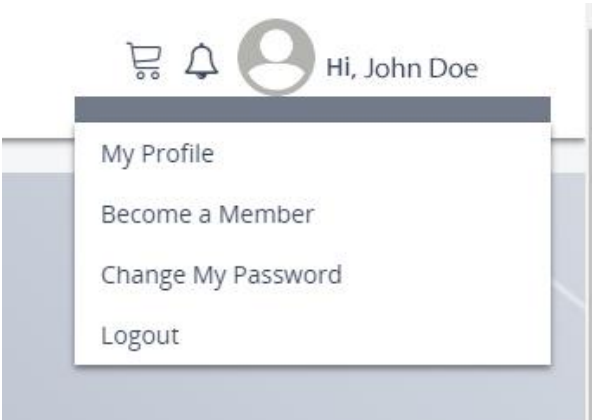 Hi, John Doe
My Profile
Become a Member
Change My Password
Logout